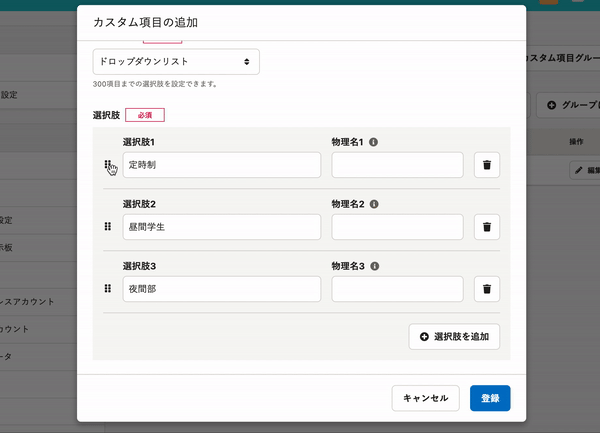 カスタム項目の追加
ドロップダウンリスト
300項目までの選択肢を設定できます。
選択肢 必須
選択肢1 物理名1
定時制
選択肢2 物理名2
昼間学生
選択肢3 物理名3
夜間部
選択肢を追加
キャンセル 登録
設定
設定
示板
レスアカウント
カウント
ータ
カスタム項目グルー
グループに
操作
編集